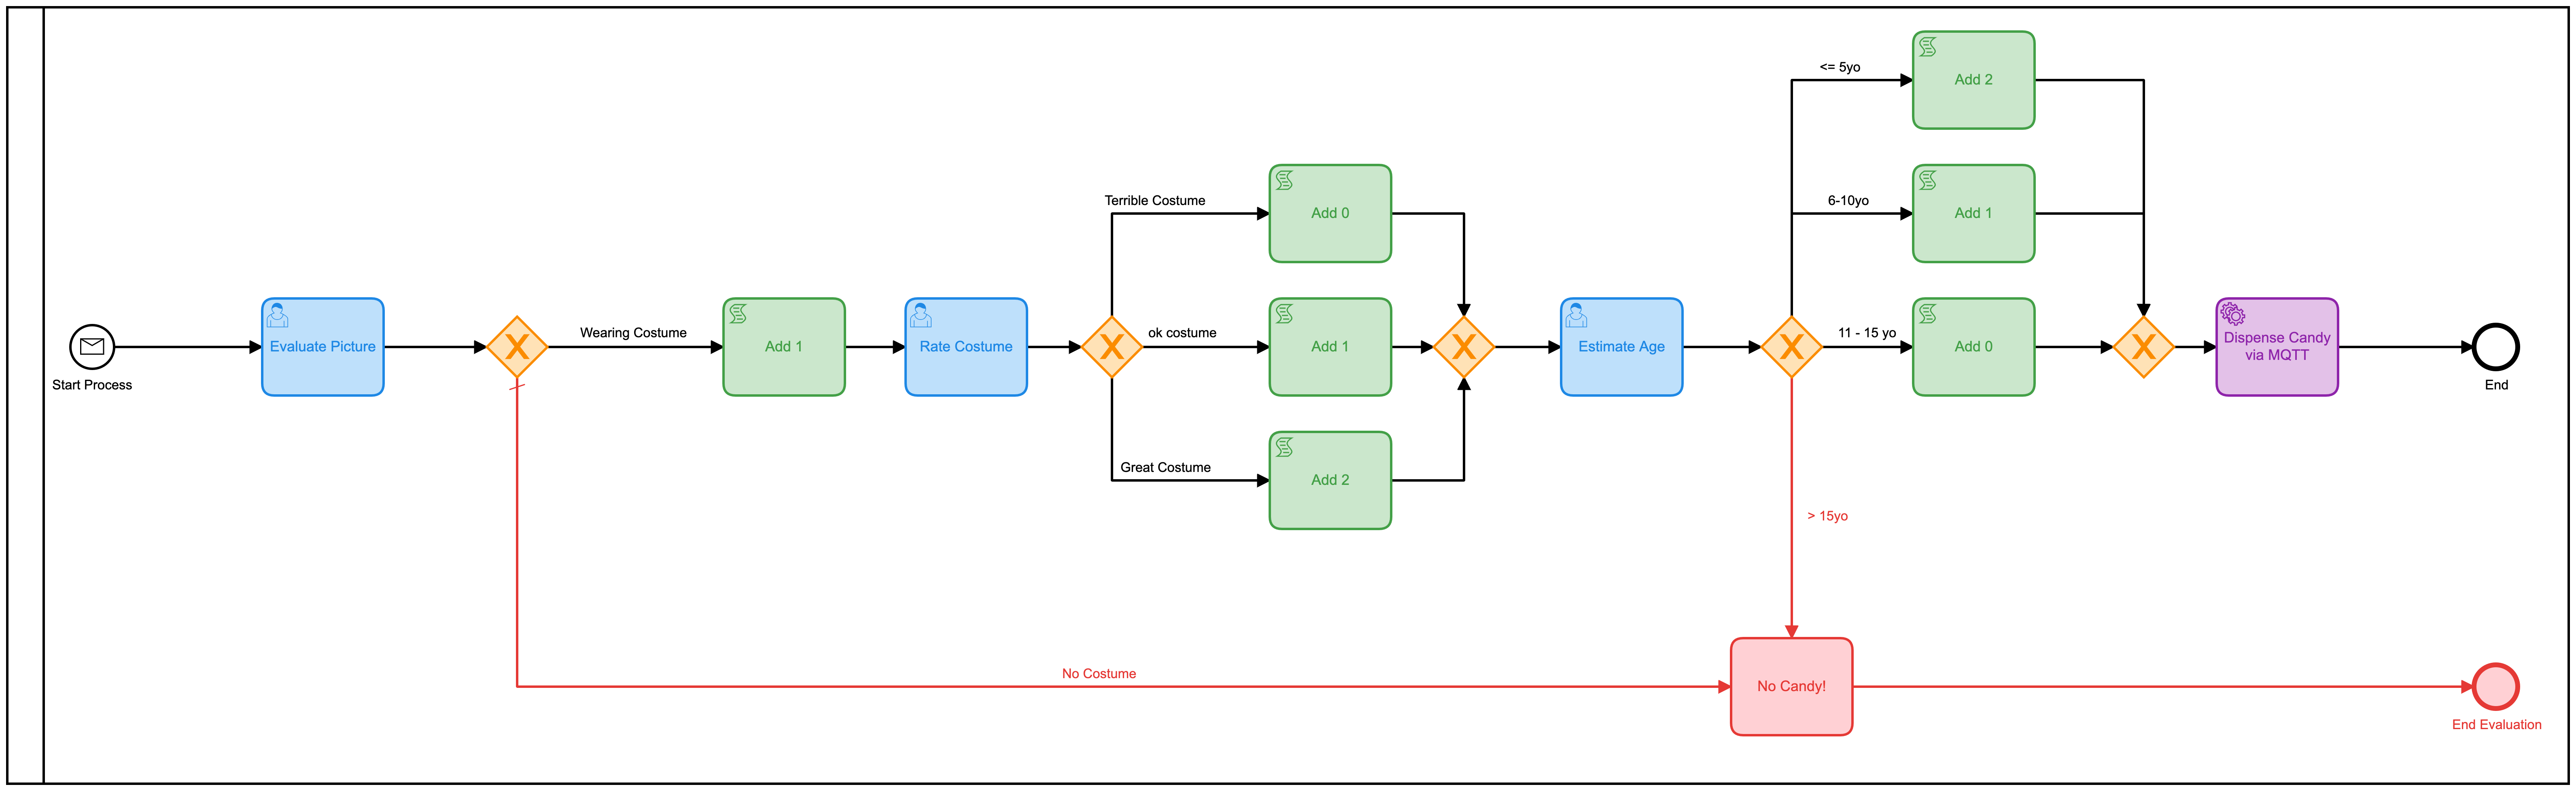 <= 5yo
Add 2
Terrible Costume
Add 0
6-10yo
Add 1
Start Process
Evaluate Picture
Wearing Costume
Add 1
Rate Costume
ok costume
Add 1
Estimate Age
11 - 15 yo
Add 0
Dispense Candy
via MQTT
End
Great Costume
Add 2
> 15yo
No Costume
No Candy!
End Evaluation